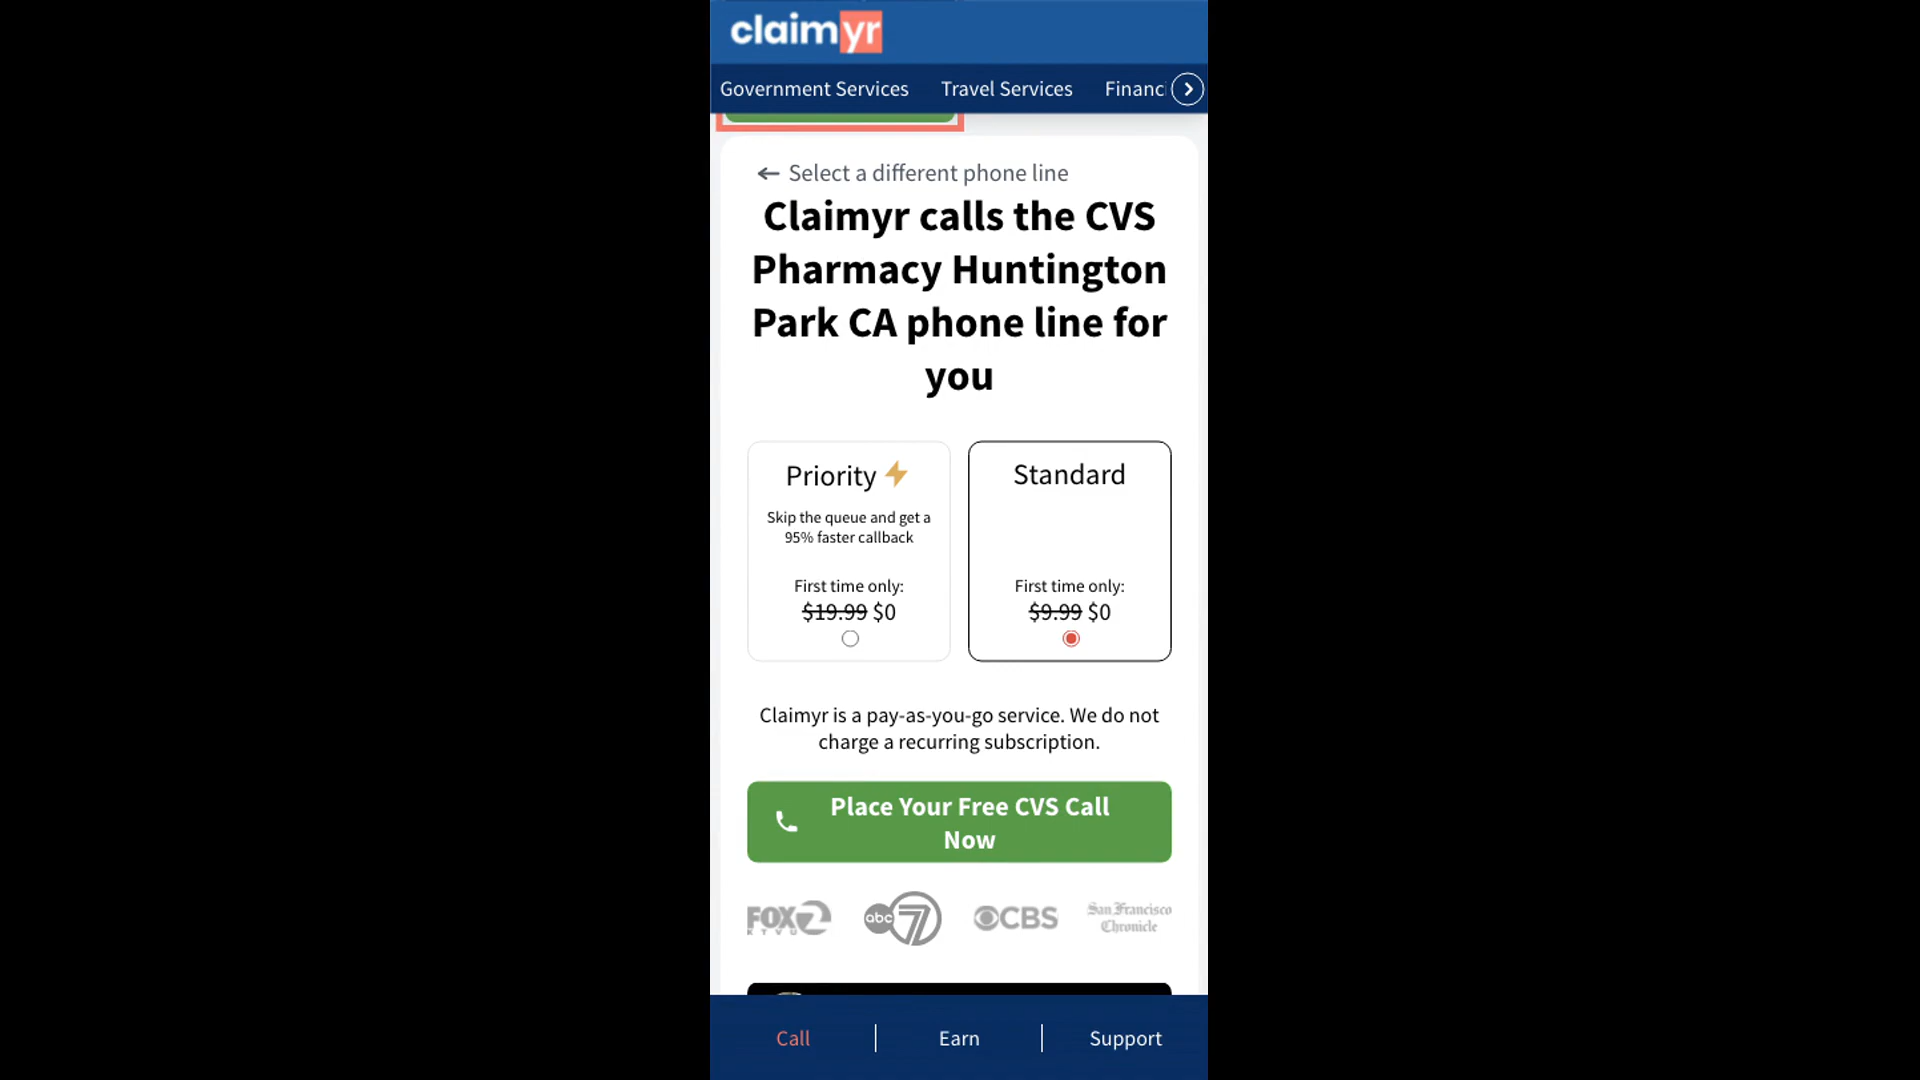 claimyr
Government Services Travel Services Financ
← Select a different phone line
Claimyr calls the CVS
Pharmacy Huntington
Park CA phone line for
you
Priority
Skip the queue and get a
95% faster callback
First time only:
$19.99 $0
Standard
First time only:
$9.99 $0
Claimyr is a pay-as-you-go service. We do not
charge a recurring subscription.
Place Your Free CVS Call
Now
FOX 2
KTVU
abc 7
CBS
San Francisco
Chronicle
Call Earn Support